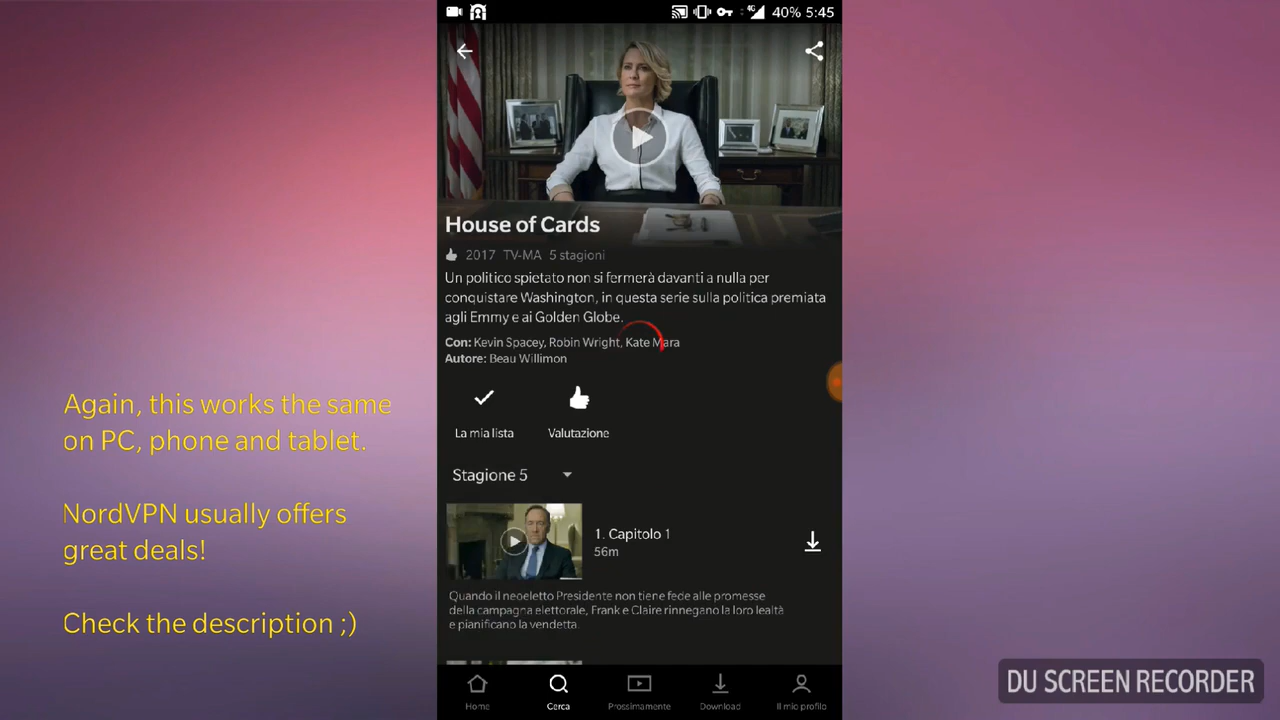 40% 5:45
House of Cards
2017 TV-MA 5 stagioni
Un politico spietato non si fermerà davanti a nulla per
conquistare Washington, in questa serie sulla politica premiata
agli Emmy e ai Golden Globe.
Con: Kevin Spacey, Robin Wright, Kate Mara
Autore: Beau Willimon
La mia lista
Valutazione
Stagione 5
1. Capitolo 1
56m
Quando il neoeletto Presidente non tiene fede alle promesse
della campagna elettorale, Frank e Claire rinnegano la loro lealtà
e pianificano la vendetta.
Home
Cerca
Prossimamente
Download
Il mio profilo
Again, this works the same
on PC, phone and tablet.
NordVPN usually offers
great deals!
Check the description ;)
DU SCREEN RECORDER